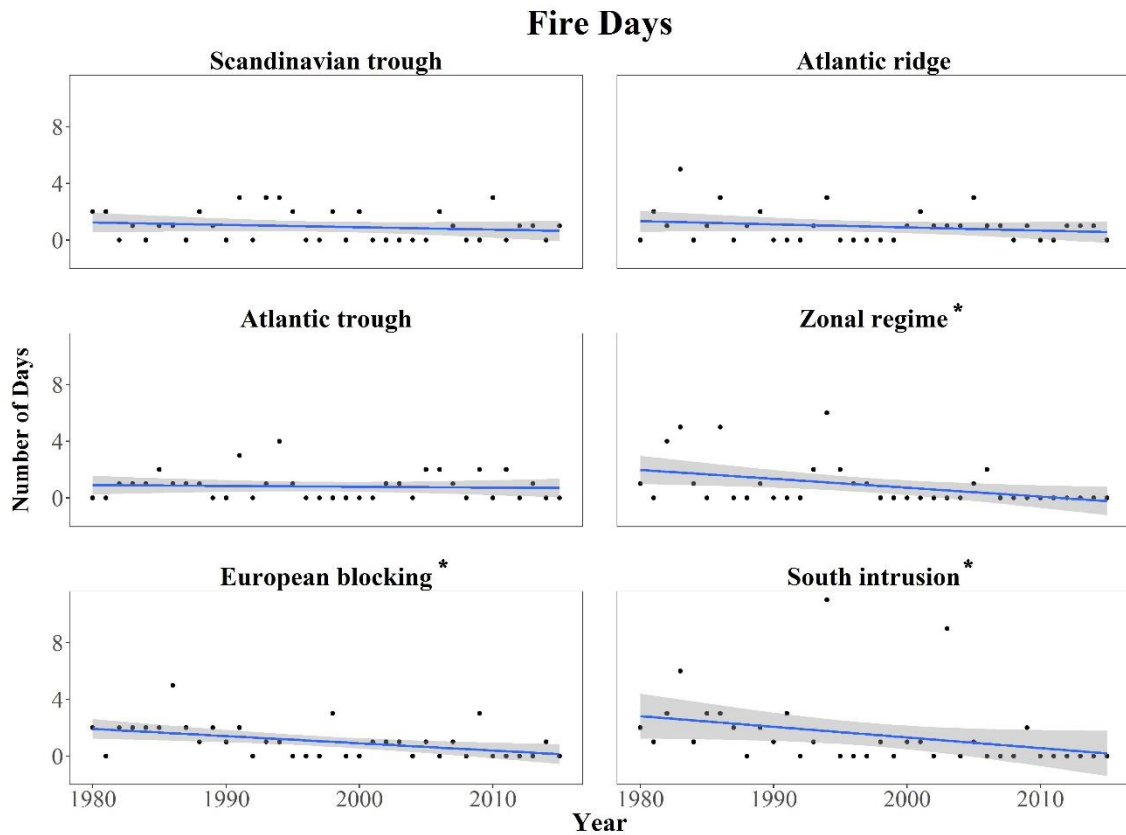 Fire Days
Scandinavian trough
Atlantic ridge
8
4
0
Atlantic trough
Zonal regime *
Number of Days
8
4
0
European blocking *
South intrusion *
8
4
0
1980 1990 2000 2010
1980 1990 2000 2010
Year